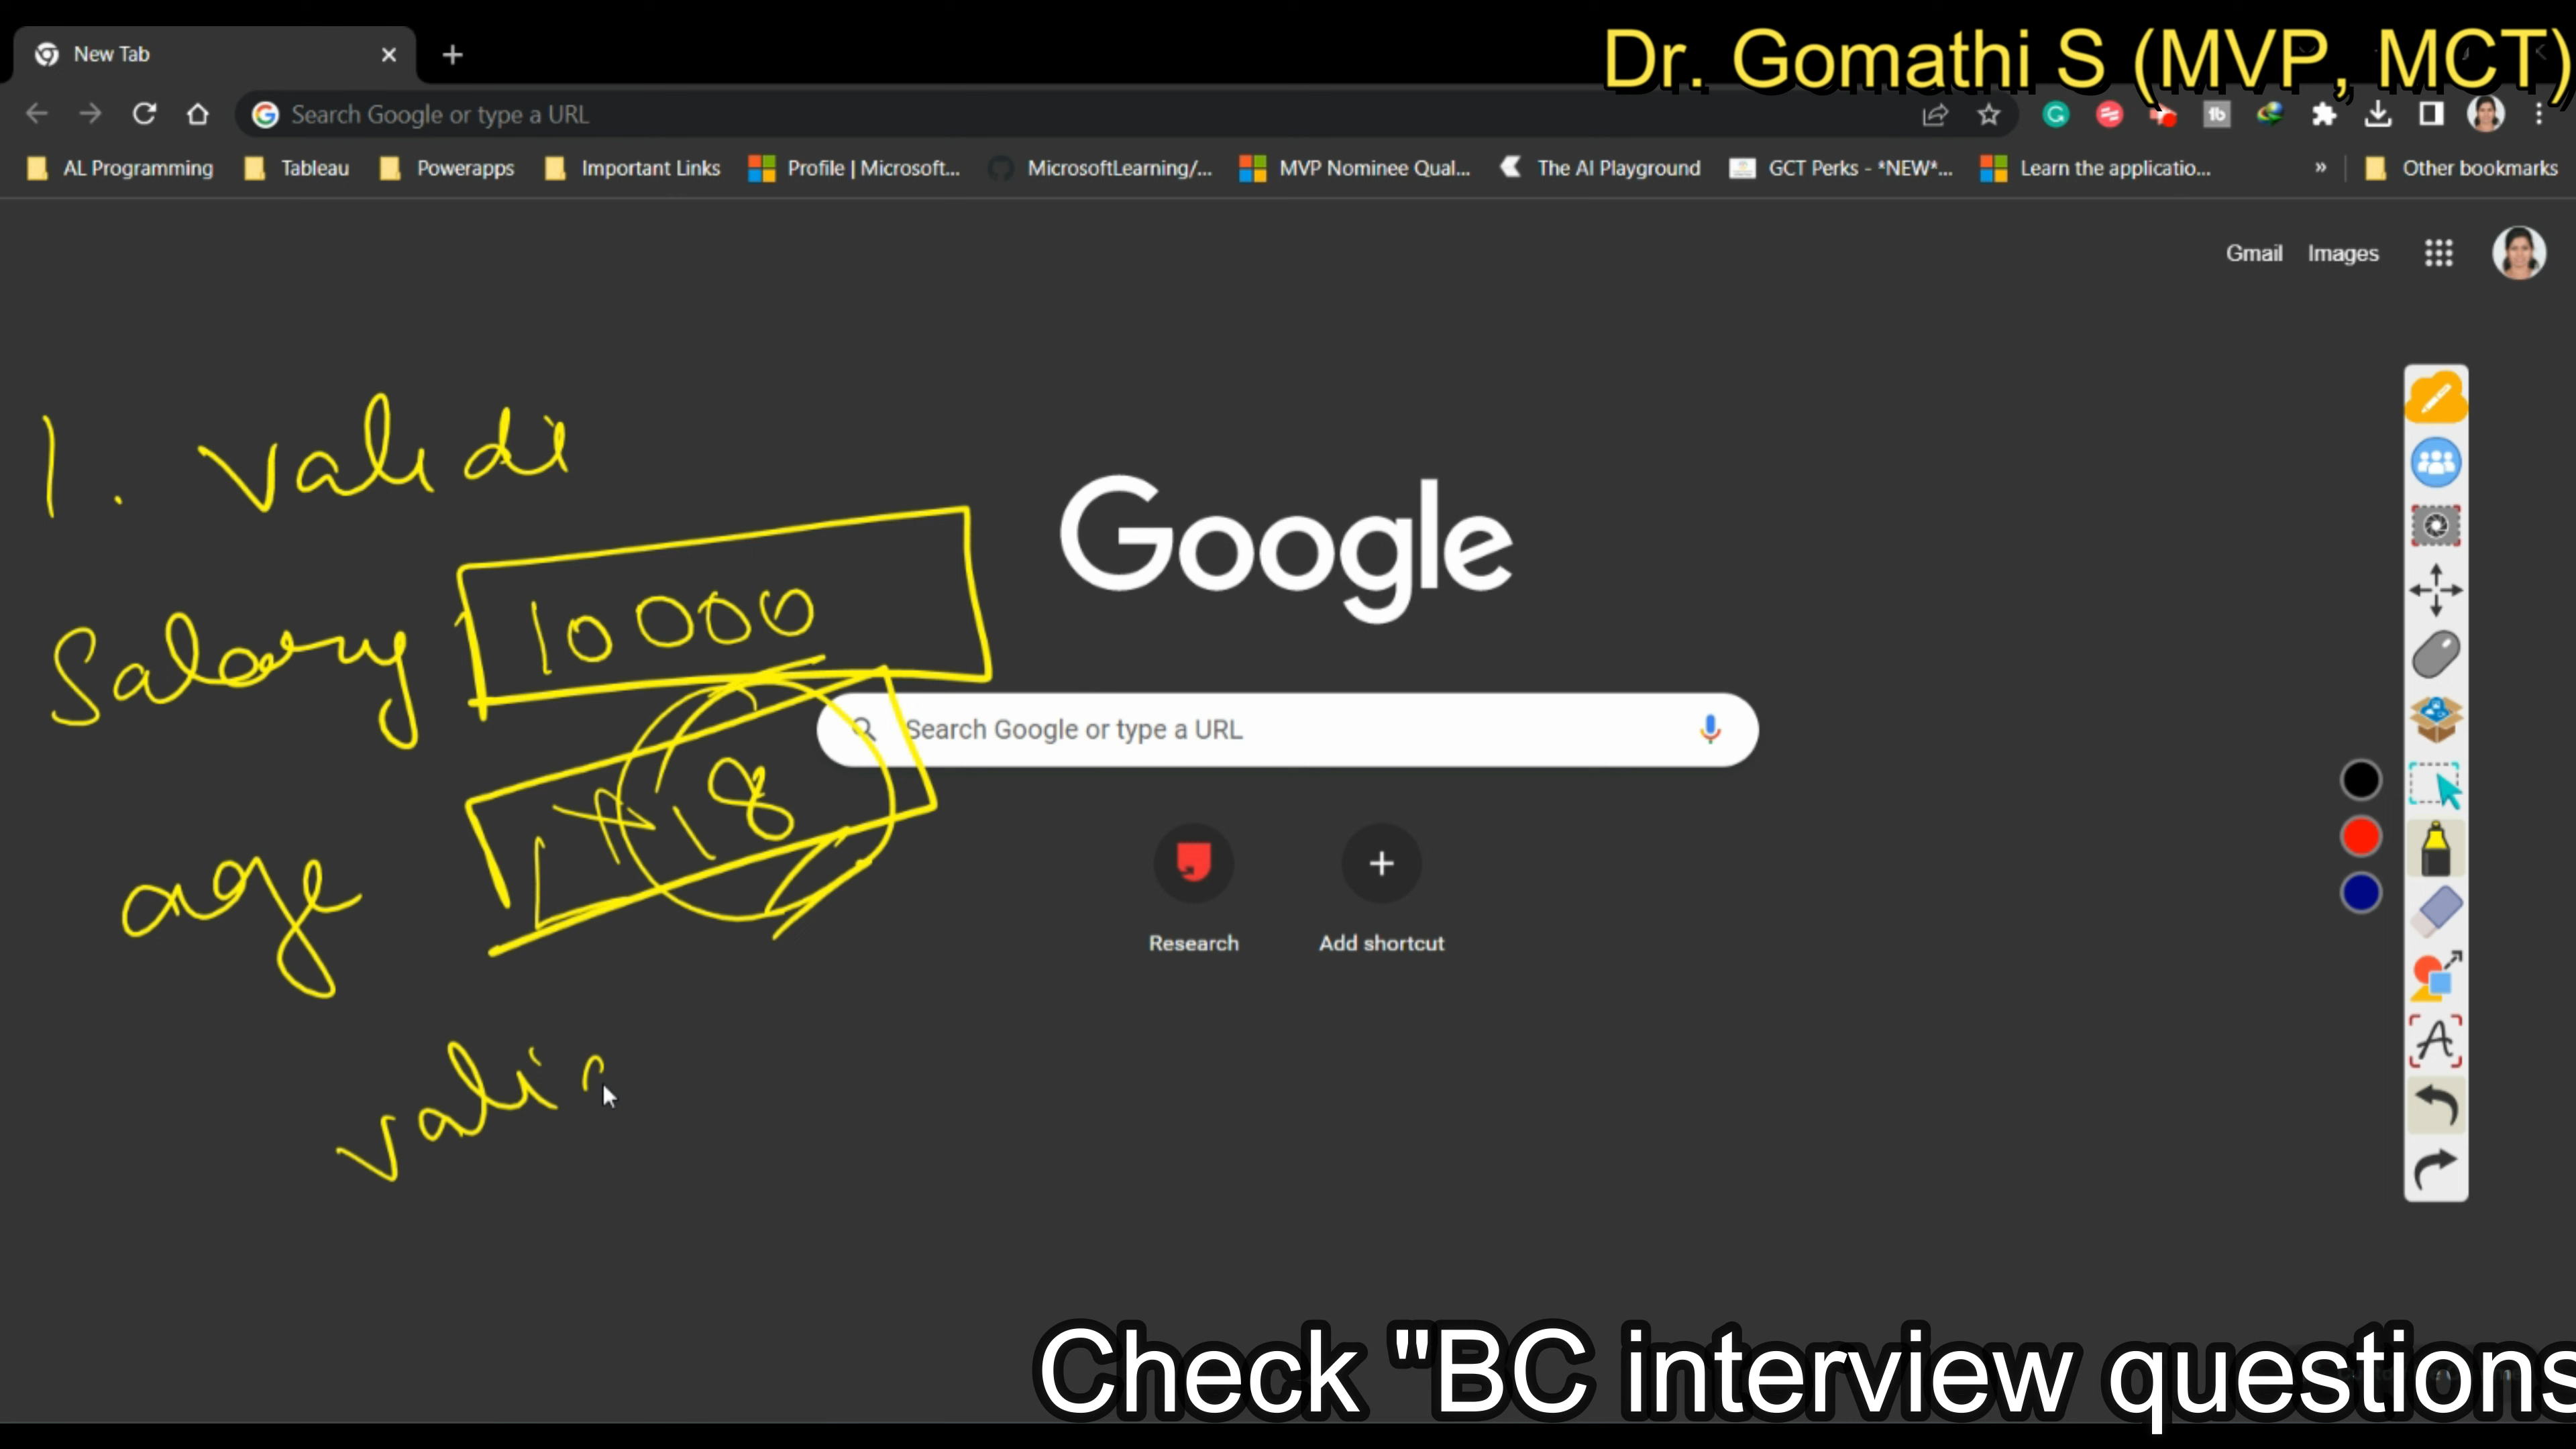 Dr. Gomathi S (MVP, MCT)
New Tab
Search Google or type a URL
AL Programming Tableau Powerapps Important Links Profile | Microsoft... MicrosoftLearning/... MVP Nominee Qual... The AI Playground GCT Perks - *NEW*... Learn the applicatio... » Other bookmarks
Gmail Images
1. Validi
Google
Salary 10000
Search Google or type a URL
18
age
Research Add shortcut
vali
Check "BC interview questions